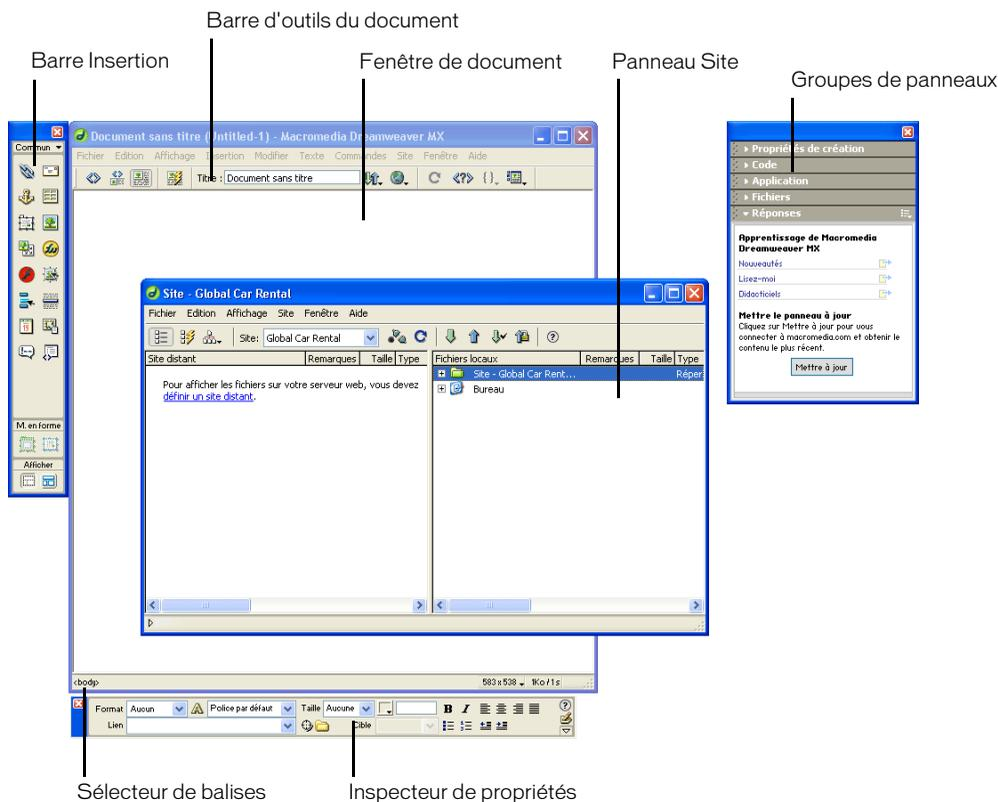 Barre d'outils du document
Barre Insertion
Fenêtre de document
Panneau Site
Groupes de panneaux
Commun
Document sans titre (Untitled-1) - Macromedia Dreamweaver MX
Fichier Edition Affichage Insertion Modifier Texte Commandes Site Fenêtre Aide
Titre : Document sans titre
Propriétés de création
Code
Application
Fichiers
Réponses
Apprentissage de Macromedia
Dreamweaver MX
Nouveautés
Lisez-moi
Didacticiels
Mettre le panneau à jour
Cliquez sur Mettre à jour pour vous
connecter à macromedia.com et obtenir le
contenu le plus récent.
Mettre à jour
Site - Global Car Rental
Fichier Edition Affichage Site Fenêtre Aide
Site: Global Car Rental
Site distant Remarques Taille Type
Fichiers locaux Remarques Taille Type
Pour afficher les fichiers sur votre serveur web, vous devez
définir un site distant.
Site - Global Car Rent... Réper
Bureau
M. en forme
Afficher
<body>
583 x 538 1Ko / 1 s
Format Aucun Police par défaut Taille Aucune B I
Lien Cible
Sélecteur de balises
Inspecteur de propriétés